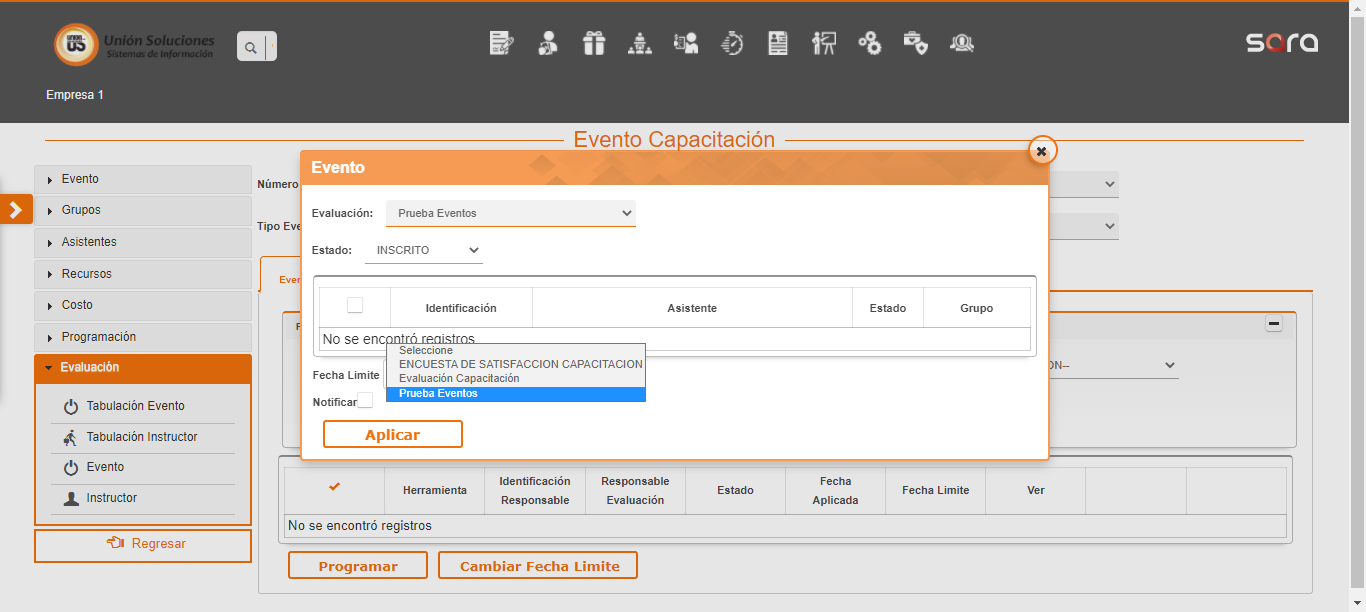 UNION
US
Unión Soluciones
Sistemas de Información
sara
Empresa 1
Evento Capacitación
Evento
Grupos
Asistentes
Recursos
Costo
Programación
Evaluación
Tabulación Evento
Tabulación Instructor
Evento
Instructor
Regresar
Número
Tipo Eve
Even
Evento
Evaluación: Prueba Eventos
Estado: INSCRITO
Identificación Asistente Estado Grupo
No se encontró registros
Seleccione
ENCUESTA DE SATISFACCION CAPACITACION
Evaluación Capacitación
Prueba Eventos
Fecha Limite
Notificar
Aplicar
ON--
Herramienta
Identificación
Responsable
Responsable
Evaluación
Estado
Fecha
Aplicada
Fecha Limite
Ver
No se encontró registros
Programar
Cambiar Fecha Limite